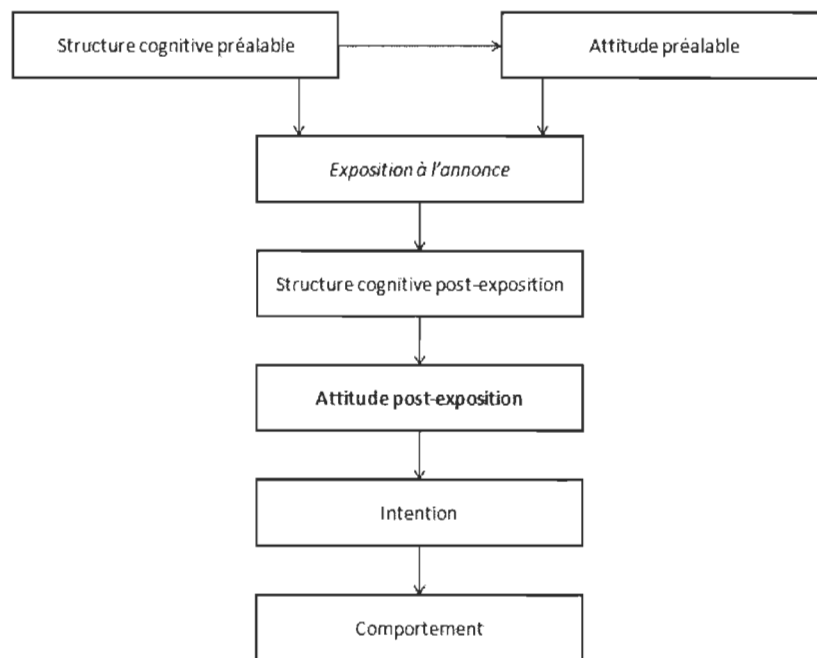 Structure cognitive préalable
Attitude préalable
Exposition à l'annonce
Structure cognitive post-exposition
Attitude post-exposition
Intention
Comportement